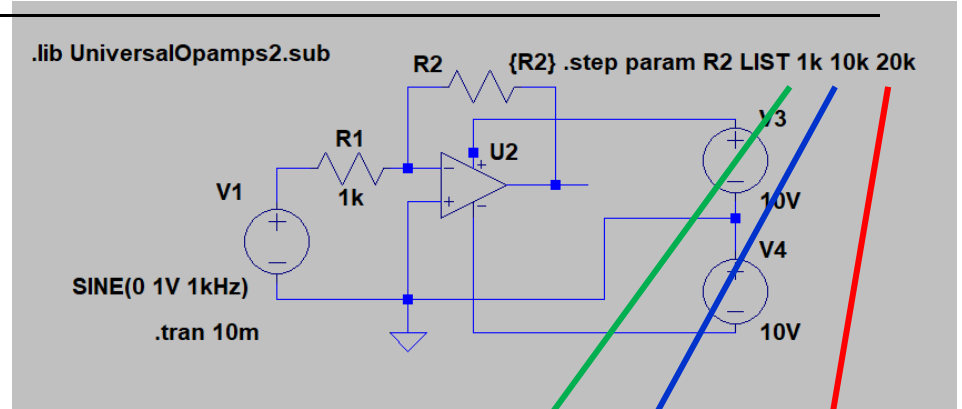 .lib UniversalOpamps2.sub
R2 {R2} .step param R2 LIST 1k 10k 20k
V3
R1
U2
1k
V1
10V
V4
SINE(0 1V 1kHz)
.tran 10m
10V